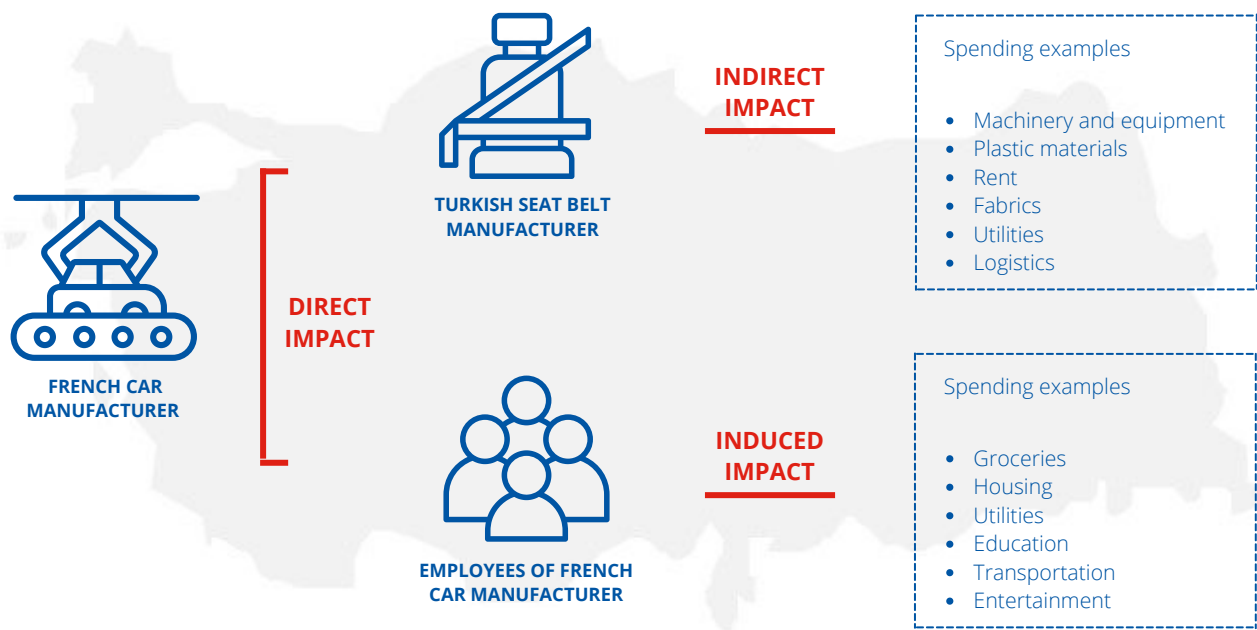 FRENCH CAR
MANUFACTURER
DIRECT
IMPACT
TURKISH SEAT BELT
MANUFACTURER
INDIRECT
IMPACT
Spending examples
• Machinery and equipment
• Plastic materials
• Rent
• Fabrics
• Utilities
• Logistics
EMPLOYEES OF FRENCH
CAR MANUFACTURER
INDUCED
IMPACT
Spending examples
• Groceries
• Housing
• Utilities
• Education
• Transportation
• Entertainment